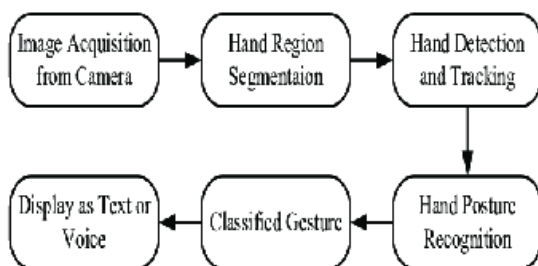 Image Acquisition
from Camera
Hand Region
Segmentaion
Hand Detection
and Tracking
Hand Posture
Recognition
Classified Gesture
Display as Text or
Voice